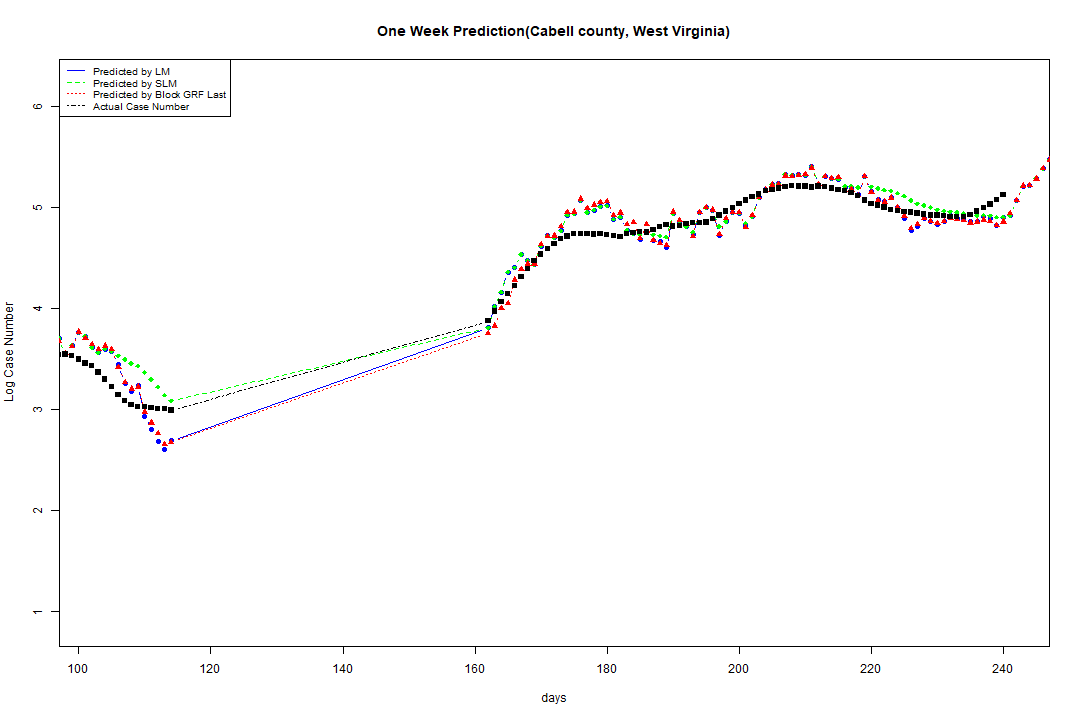 One Week Prediction(Cabell county, West Virginia)
Predicted by LM
Predicted by SLM
Predicted by Block GRF Last
Actual Case Number
6
5
4
3
2
1
Log Case Number
100 120 140 160 180 200 220 240
days